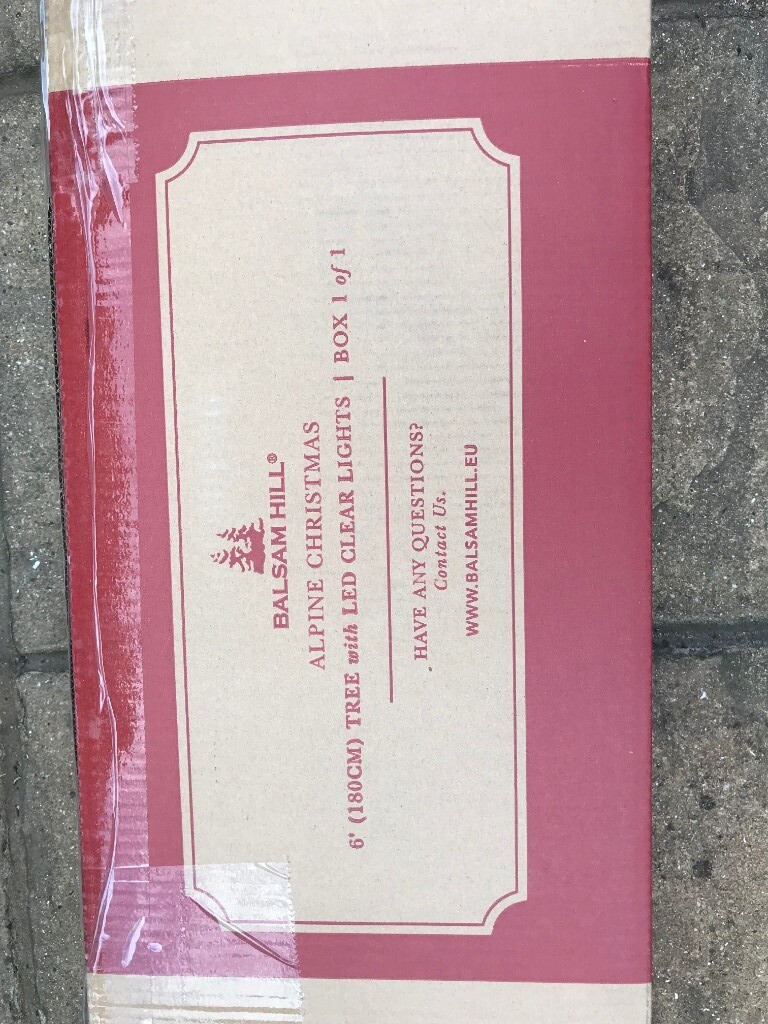 BALSAM HILL®
ALPINE CHRISTMAS
6' (180CM) TREE with LED CLEAR LIGHTS | BOX 1 of 1
HAVE ANY QUESTIONS?
Contact Us.
WWW.BALSAMHILL.EU